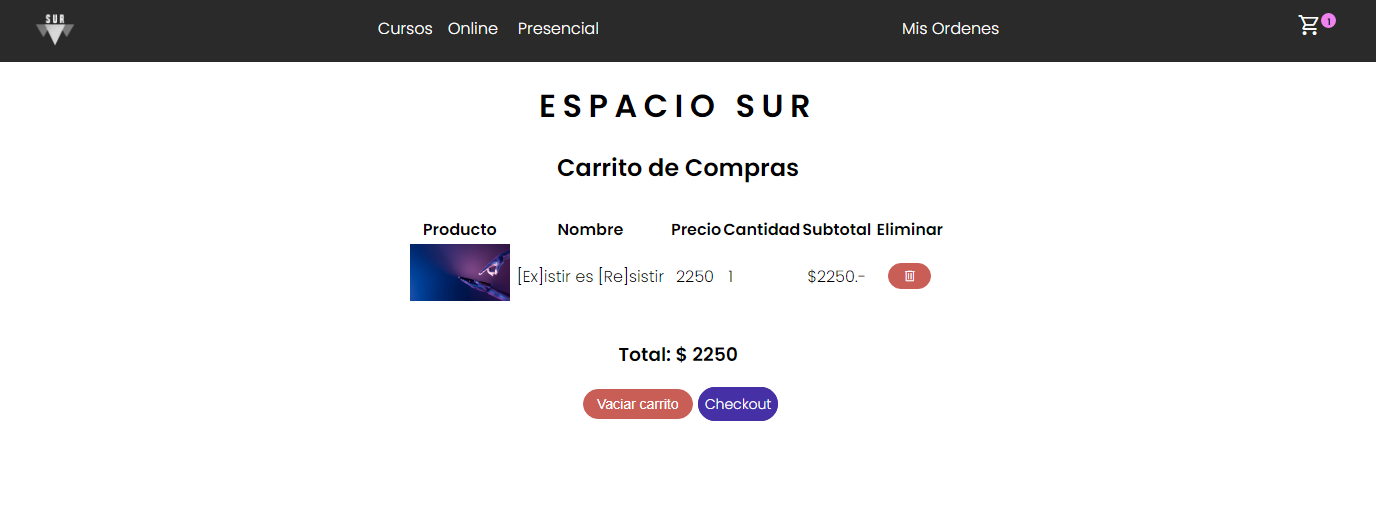 SUR
Cursos Online Presencial Mis Ordenes 1
ESPACIO SUR
Carrito de Compras
Producto Nombre Precio Cantidad Subtotal Eliminar
[Ex]istir es [Re]sistir 2250 1 $2250.-
Total: $ 2250
Vaciar carrito Checkout